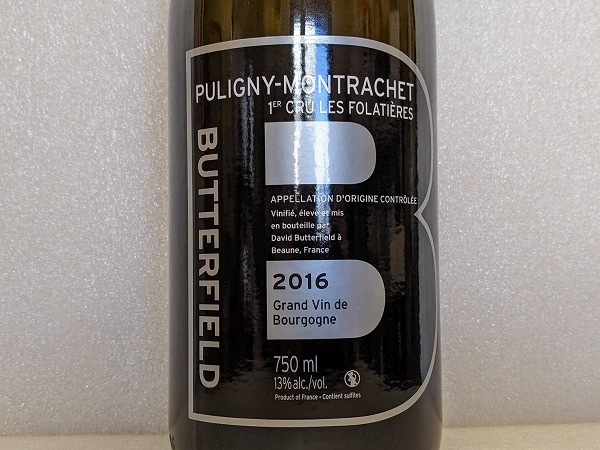 PULIGNY-MONTRACHET
1ER CRU LES FOLATIÈRES
BUTTERFIELD
APPELLATION D'ORIGINE CONTRÔLÉE
Vinifié, élevé et mis
en bouteille par
David Butterfield à
Beaune, France
2016
Grand Vin de
Bourgogne
750 ml
13% alc./vol.
Product of France - Contient sulfites